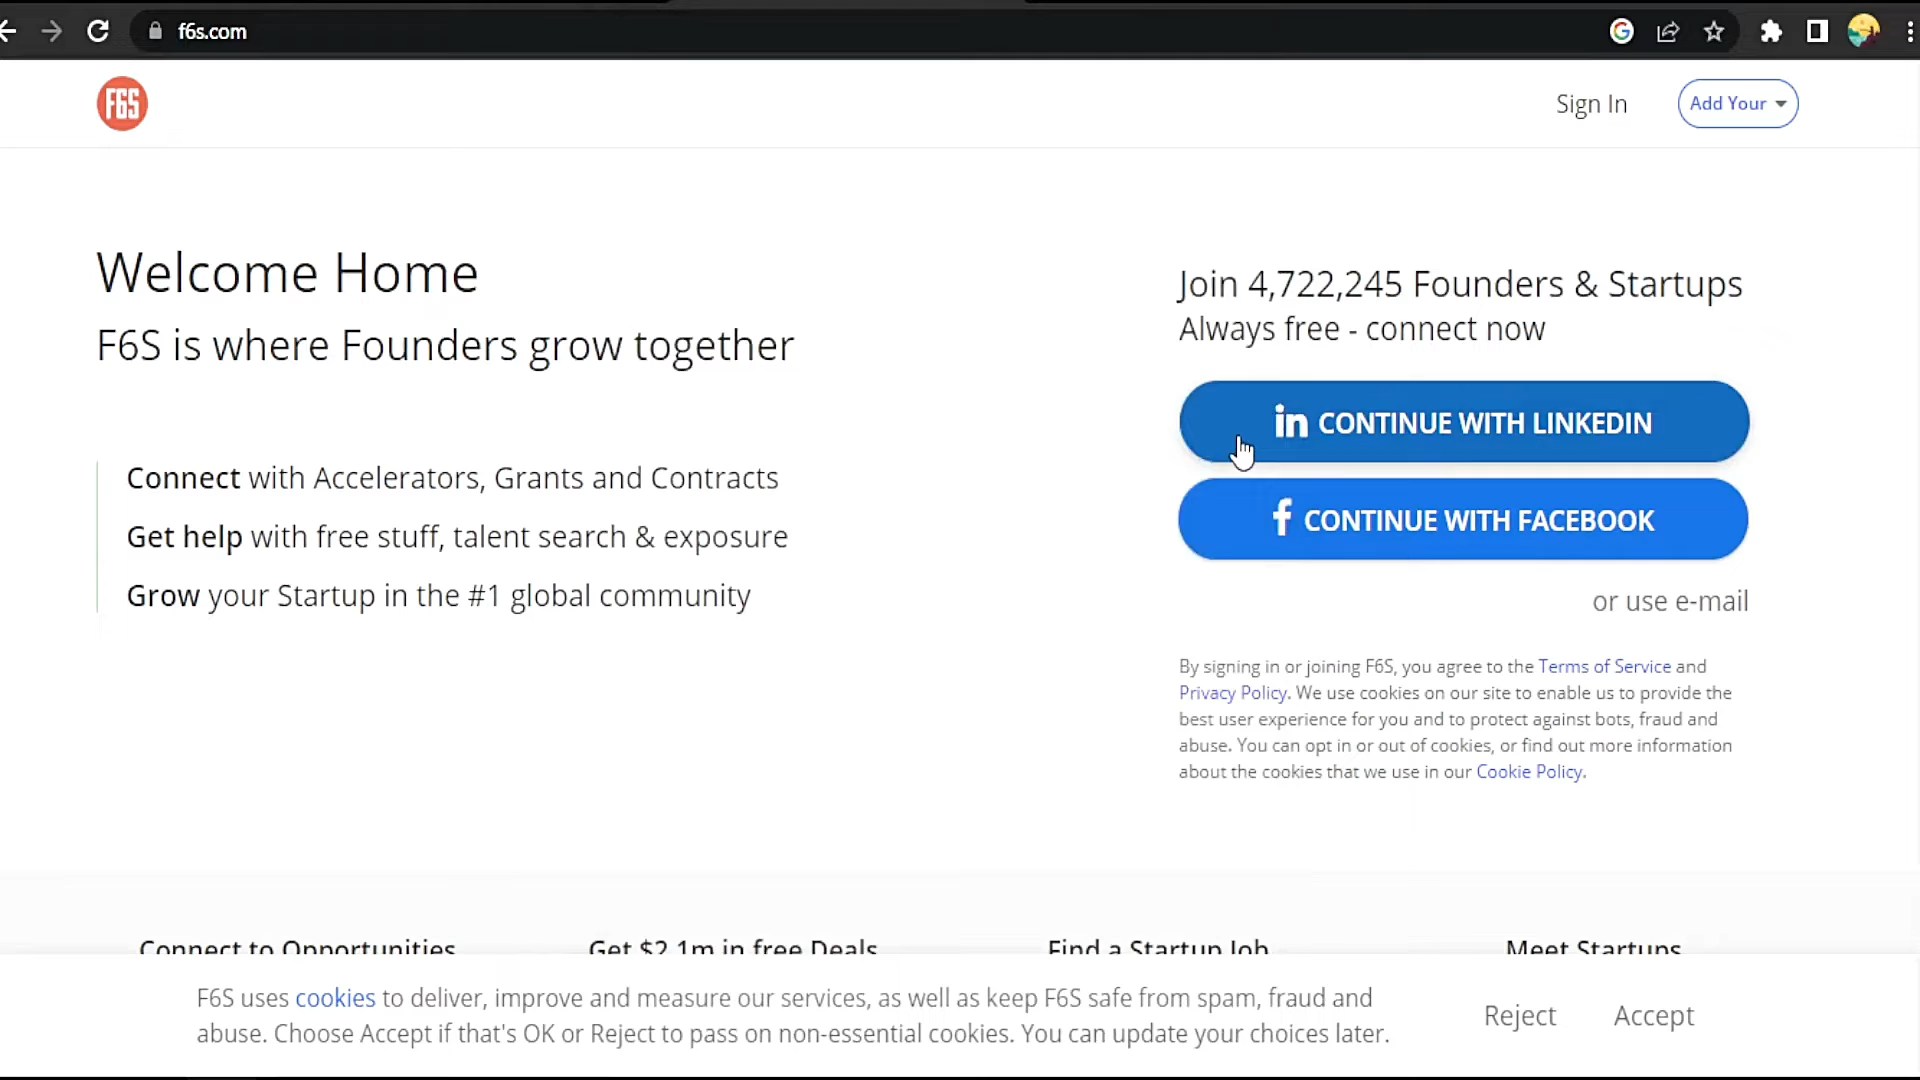 f6s.com
F6S
Sign In
Add Your
Welcome Home
F6S is where Founders grow together
Connect with Accelerators, Grants and Contracts
Get help with free stuff, talent search & exposure
Grow your Startup in the #1 global community
Join 4,722,245 Founders & Startups
Always free - connect now
in CONTINUE WITH LINKEDIN
f CONTINUE WITH FACEBOOK
or use e-mail
By signing in or joining F6S, you agree to the Terms of Service and
Privacy Policy. We use cookies on our site to enable us to provide the
best user experience for you and to protect against bots, fraud and
abuse. You can opt in or out of cookies, or find out more information
about the cookies that we use in our Cookie Policy.
Connect to Opportunities
Get $2.1m in free Deals
Find a Startup Job
Meet Startups
F6S uses cookies to deliver, improve and measure our services, as well as keep F6S safe from spam, fraud and
abuse. Choose Accept if that's OK or Reject to pass on non-essential cookies. You can update your choices later.
Reject
Accept